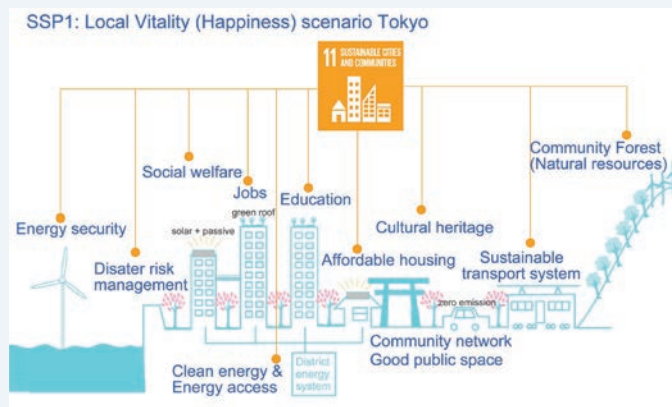 SSP1: Local Vitality (Happiness) scenario Tokyo
11 SUSTAINABLE CITIES
AND COMMUNITIES
Community Forest
(Natural resources)
Social welfare
Jobs
Education
green roof
Cultural heritage
Energy security
solar + passive
Disater risk
management
Affordable housing
Sustainable
transport system
zero emission
Community network
Good public space
Clean energy &
Energy access
District
energy
system